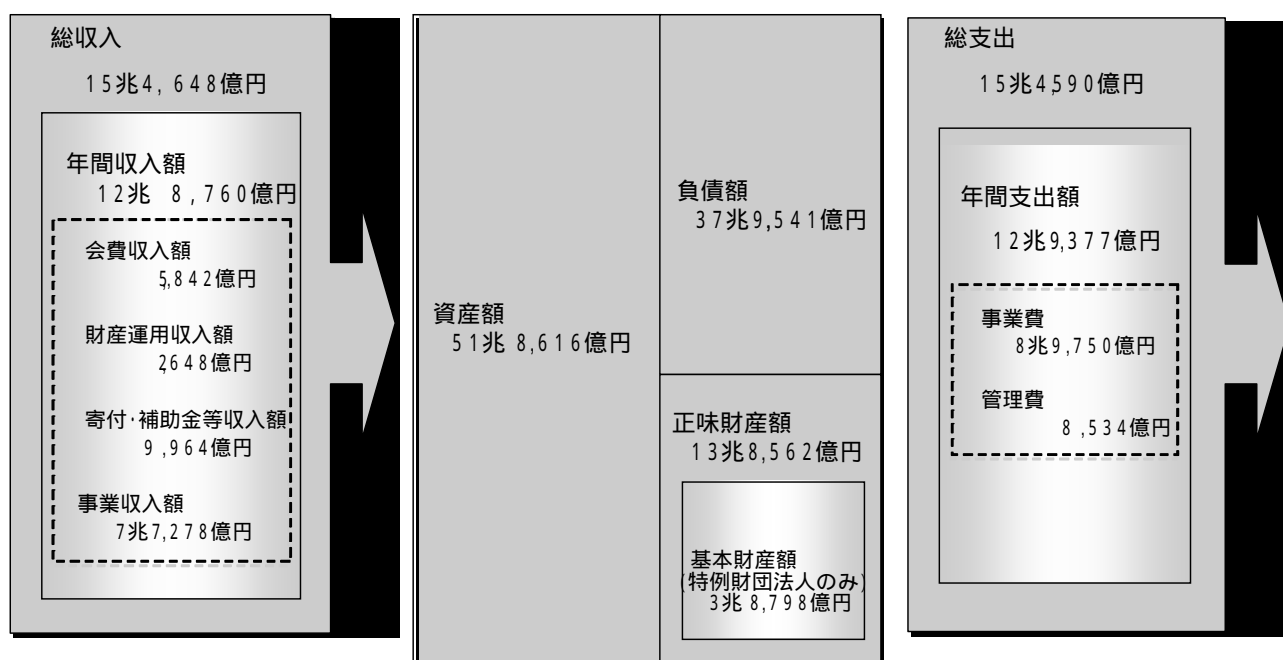 総収入
15兆4,648億円
年間収入額
12兆 8,760億円
会費収入額
5,842億円
財産運用収入額
2,648億円
寄付・補助金等収入額
9,964億円
事業収入額
7兆7,278億円
資産額
51兆 8,616億円
負債額
37兆9,541億円
正味財産額
13兆8,562億円
基本財産額
(特例財団法人のみ)
3兆 8,798億円
総支出
15兆4,590億円
年間支出額
12兆9,377億円
事業費
8兆9,750億円
管理費
8,534億円